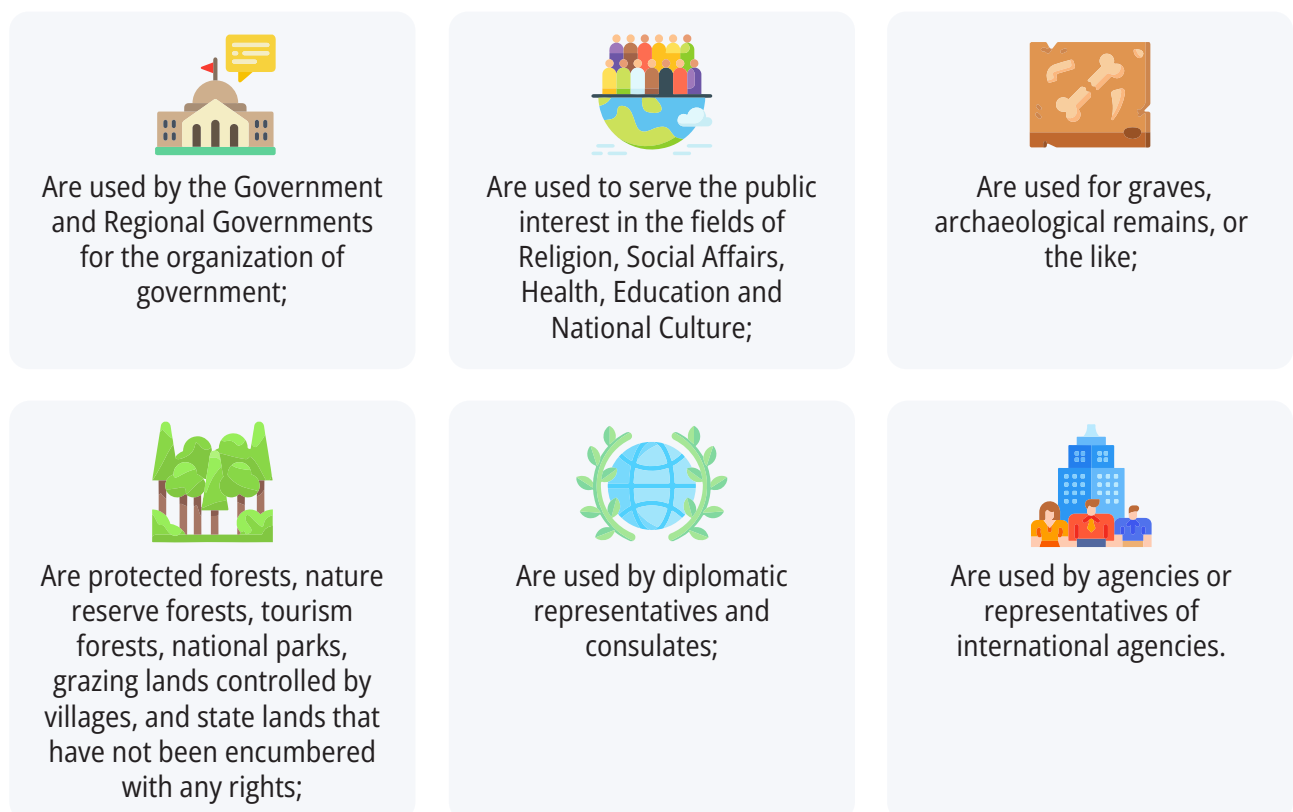 Are used by the Government
and Regional Governments
for the organization of
government;
Are used to serve the public
interest in the fields of
Religion, Social Affairs,
Health, Education and
National Culture;
Are used for graves,
archaeological remains, or
the like;
Are protected forests, nature
reserve forests, tourism
forests, national parks,
grazing lands controlled by
villages, and state lands that
have not been encumbered
with any rights;
Are used by diplomatic
representatives and
consulates;
Are used by agencies or
representatives of
international agencies.